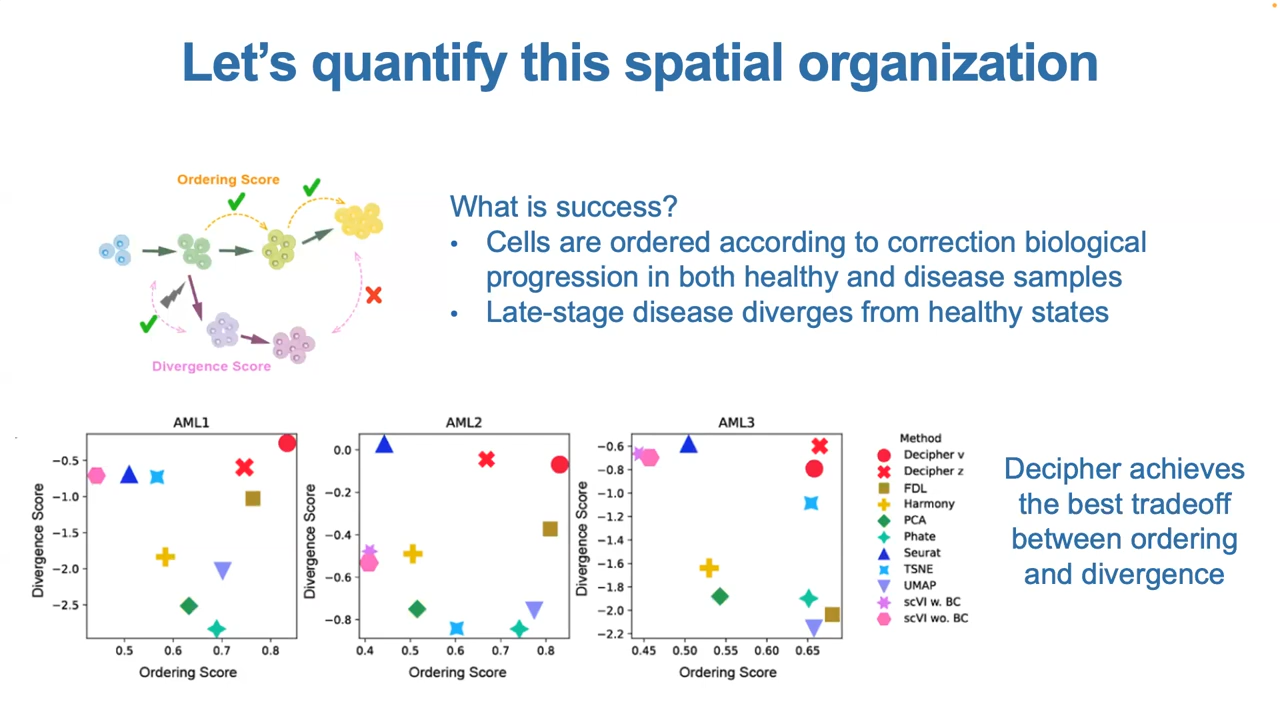 Let's quantify this spatial organization
Ordering Score
Divergence Score
What is success?
• Cells are ordered according to correction biological
progression in both healthy and disease samples
• Late-stage disease diverges from healthy states
AML1
Divergence Score
−0.5
−1.0
−1.5
−2.0
−2.5
0.5 0.6 0.7 0.8
Ordering Score
AML2
Divergence Score
0.0
−0.2
−0.4
−0.6
−0.8
0.4 0.5 0.6 0.7 0.8
Ordering Score
AML3
Divergence Score
−0.6
−0.8
−1.0
−1.2
−1.4
−1.6
−1.8
−2.0
−2.2
0.45 0.50 0.55 0.60 0.65
Ordering Score
Method
Decipher v
Decipher z
FDL
Harmony
PCA
Phate
Seurat
TSNE
UMAP
scVI w. BC
scVI wo. BC
Decipher achieves
the best tradeoff
between ordering
and divergence